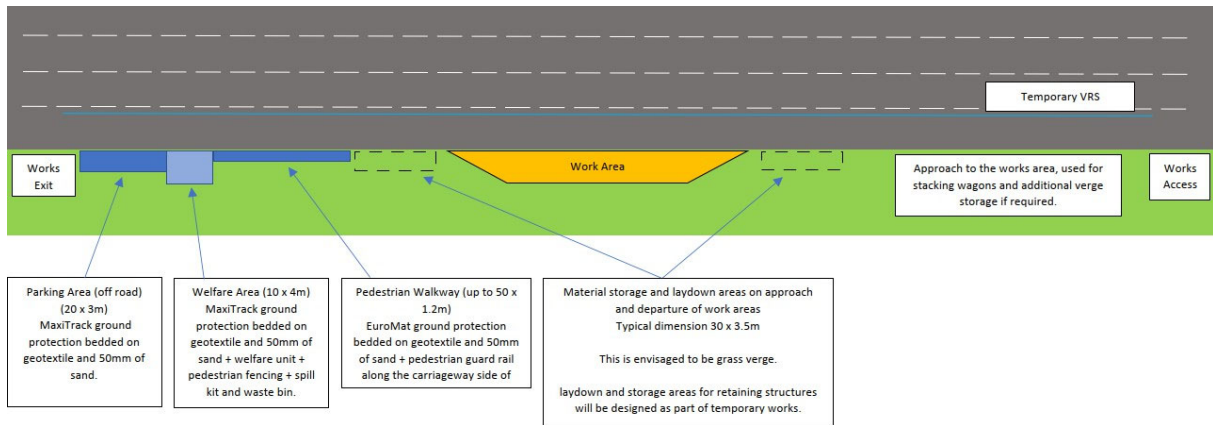 Temporary VRS
Works
Exit
Work Area
Approach to the works area, used for
stacking wagons and additional verge
storage if required.
Works
Access
Parking Area (off road)
(20 x 3m)
MaxiTrack ground
protection bedded on
geotextile and 50mm of
sand.
Welfare Area (10 x 4m)
MaxiTrack ground
protection bedded on
geotextile and 50mm of
sand + welfare unit +
pedestrian fencing + spill
kit and waste bin.
Pedestrian Walkway (up to 50 x
1.2m)
EuroMat ground protection
bedded on geotextile and 50mm
of sand + pedestrian guard rail
along the carriageway side of
Material storage and laydown areas on approach
and departure of work areas
Typical dimension 30 x 3.5m
This is envisaged to be grass verge.
laydown and storage areas for retaining structures
will be designed as part of temporary works.